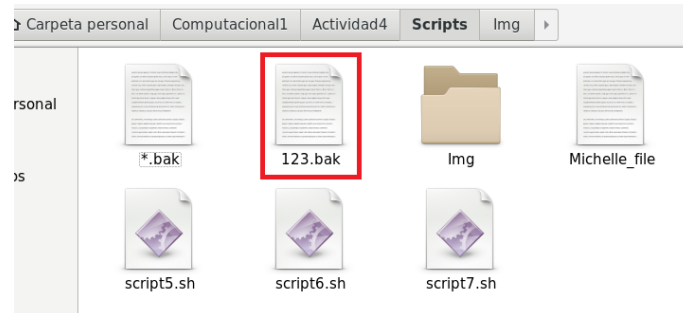 Carpeta personal Computacional1 Actividad4 Scripts Img
rsonal
os
*.bak 123.bak Img Michelle_file
script5.sh script6.sh script7.sh